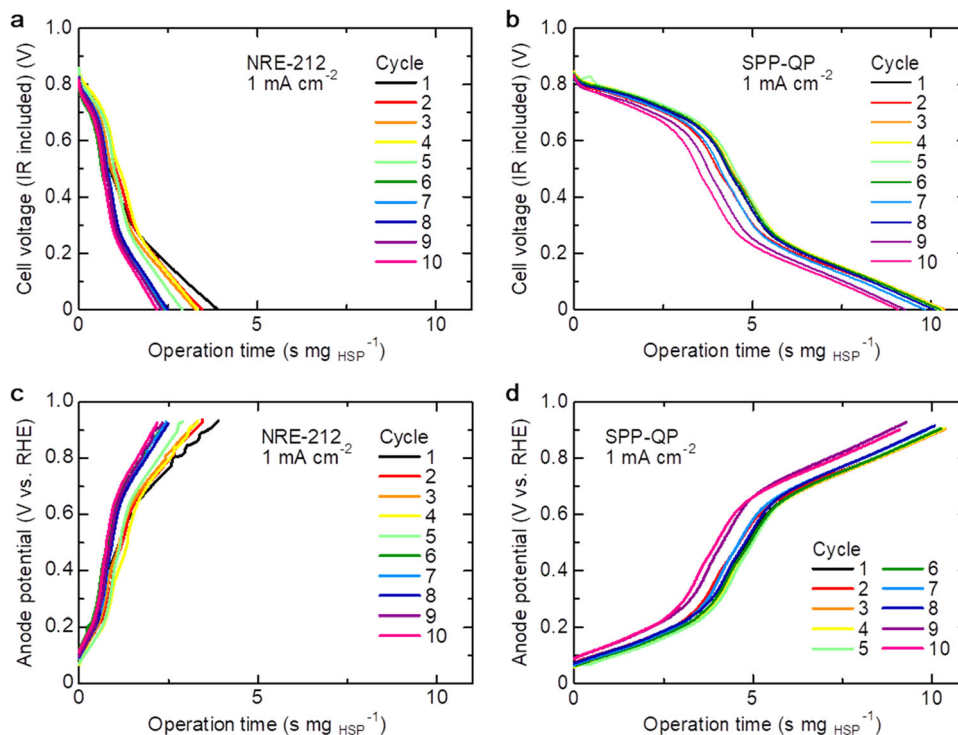 a
NRE-212
1 mA cm⁻²
Cycle
1
2
3
4
5
6
7
8
9
10
1.0
0.8
0.6
0.4
0.2
0
0
5
10
Cell voltage (IR included) (V)
Operation time (s mg HSP⁻¹)
b
SPP-QP
1 mA cm⁻²
Cycle
1
2
3
4
5
6
7
8
9
10
1.0
0.8
0.6
0.4
0.2
0
0
5
10
Cell voltage (IR included) (V)
Operation time (s mg HSP⁻¹)
c
NRE-212
1 mA cm⁻²
Cycle
1
2
3
4
5
6
7
8
9
10
1.0
0.8
0.6
0.4
0.2
0
0
5
10
Anode potential (V vs. RHE)
Operation time (s mg HSP⁻¹)
d
SPP-QP
1 mA cm⁻²
Cycle
1 6
2 7
3 8
4 9
5 10
1.0
0.8
0.6
0.4
0.2
0
0
5
10
Anode potential (V vs. RHE)
Operation time (s mg HSP⁻¹)